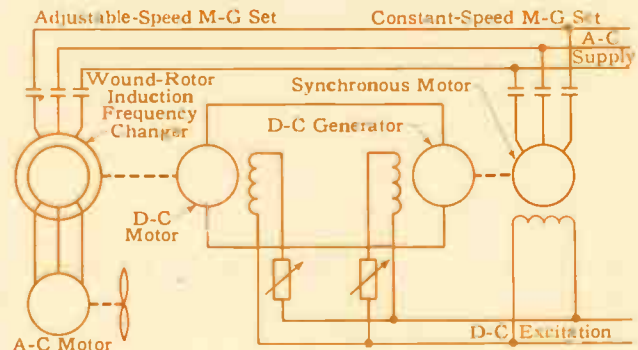 Adjustable-Speed M-G Set
Constant-Speed M-G Set
A-C
Supply
Wound-Rotor
Induction
Frequency
Changer
Synchronous Motor
D-C Generator
D-C
Motor
A-C Motor
D-C Excitation